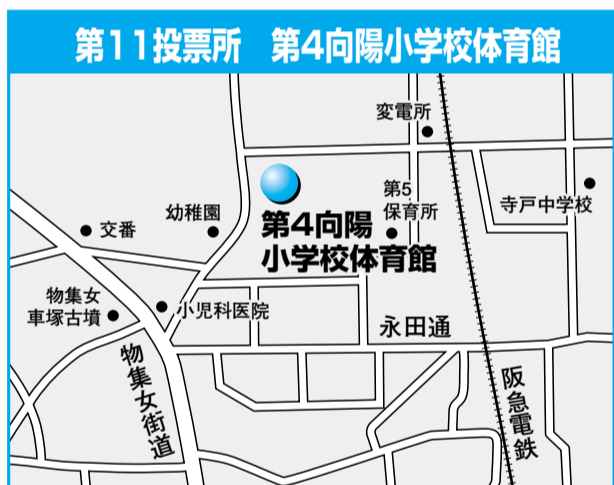 第11投票所　第4向陽小学校体育館
変電所
第5
保育所
寺戸中学校
幼稚園
交番
第4向陽
小学校体育館
物集女
車塚古墳
小児科医院
永田通
物集女街道
阪急電鉄